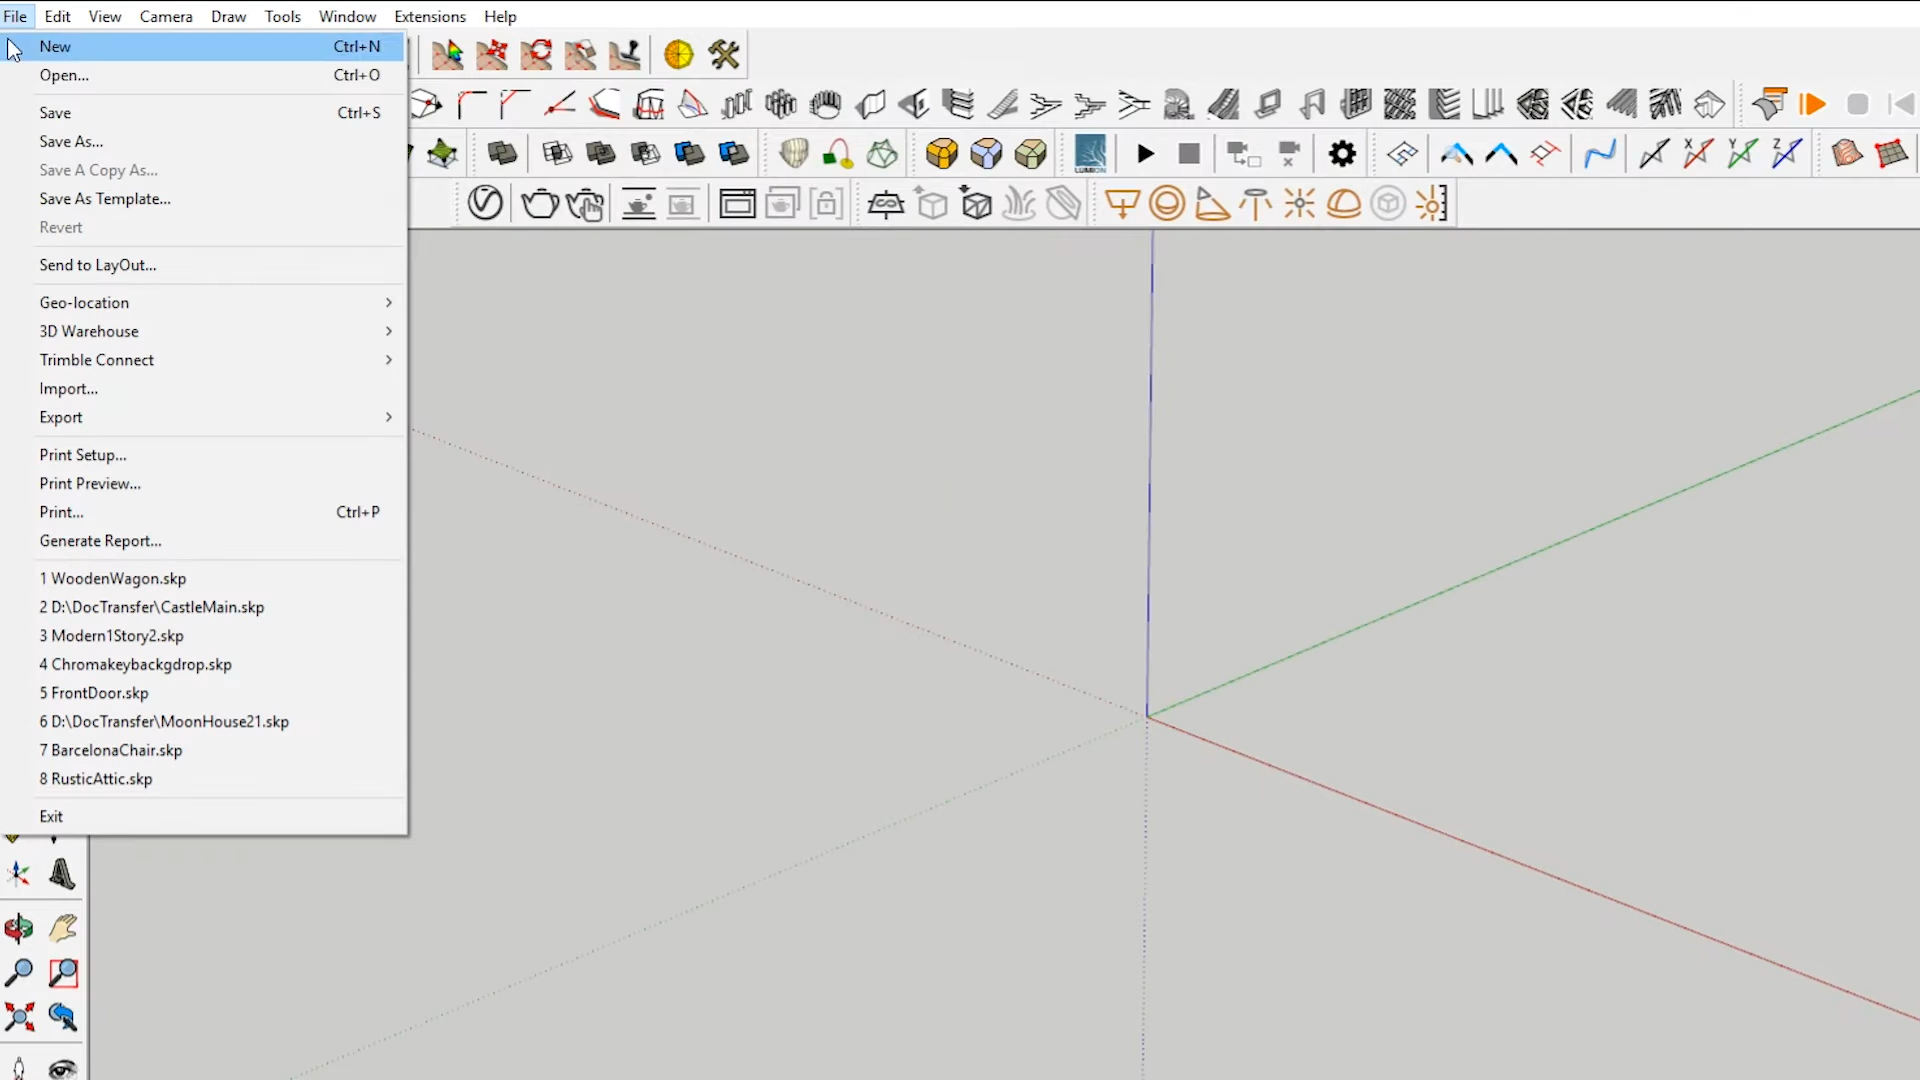 File Edit View Camera Draw Tools Window Extensions Help
New Ctrl+N
Open... Ctrl+O
Save Ctrl+S
Save As...
Save A Copy As...
Save As Template...
Revert
Send to LayOut...
Geo-location
3D Warehouse
Trimble Connect
Import...
Export
Print Setup...
Print Preview...
Print... Ctrl+P
Generate Report...
1 WoodenWagon.skp
2 D:\DocTransfer\CastleMain.skp
3 Modern1Story2.skp
4 Chromakeybackgdrop.skp
5 FrontDoor.skp
6 D:\DocTransfer\MoonHouse21.skp
7 BarcelonaChair.skp
8 RusticAttic.skp
Exit
LUMION
X Y Z